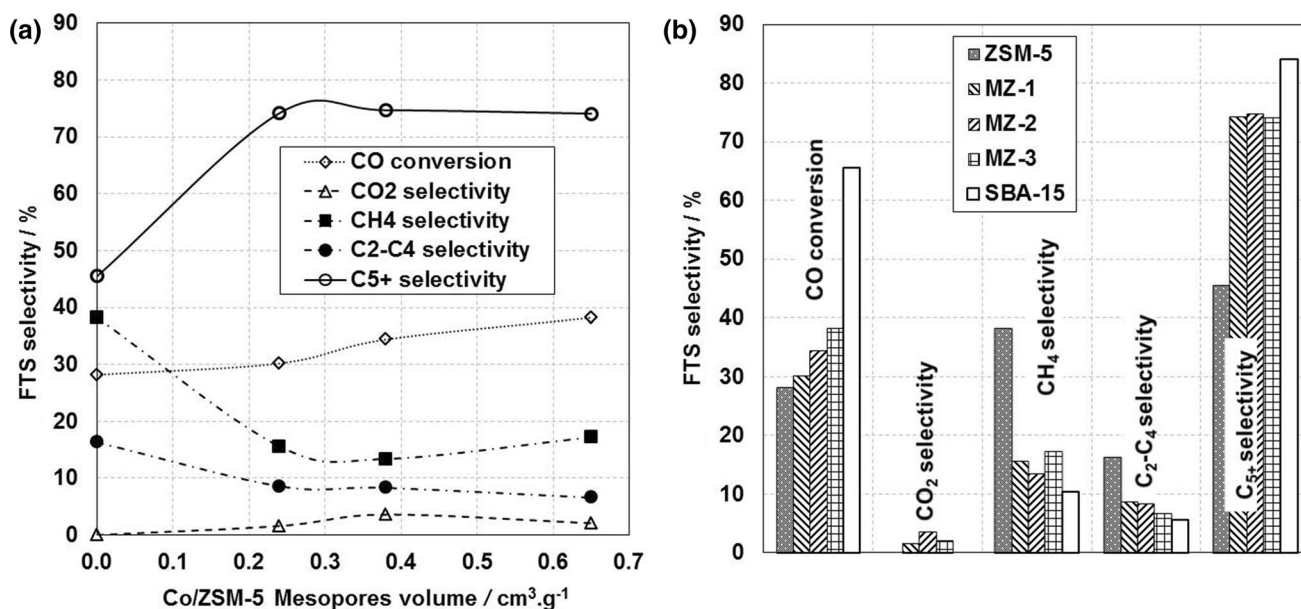 (a)
FTS selectivity / %
90
80
70
60
50
40
30
20
10
0
CO conversion
CO2 selectivity
CH4 selectivity
C2-C4 selectivity
C5+ selectivity
0.0 0.1 0.2 0.3 0.4 0.5 0.6 0.7
Co/ZSM-5 Mesopores volume / cm³.g⁻¹
(b)
FTS selectivity / %
90
80
70
60
50
40
30
20
10
0
ZSM-5
MZ-1
MZ-2
MZ-3
SBA-15
CO conversion
CO₂ selectivity
CH₄ selectivity
C₂-C₄ selectivity
C₅₊ selectivity